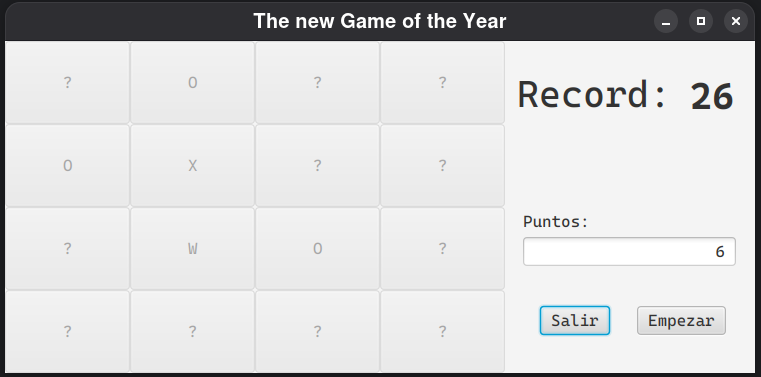 The new Game of the Year
? O ? ?
Record: 26
O X ? ?
Puntos:
? W O ?
6
? ? ? ?
Salir Empezar